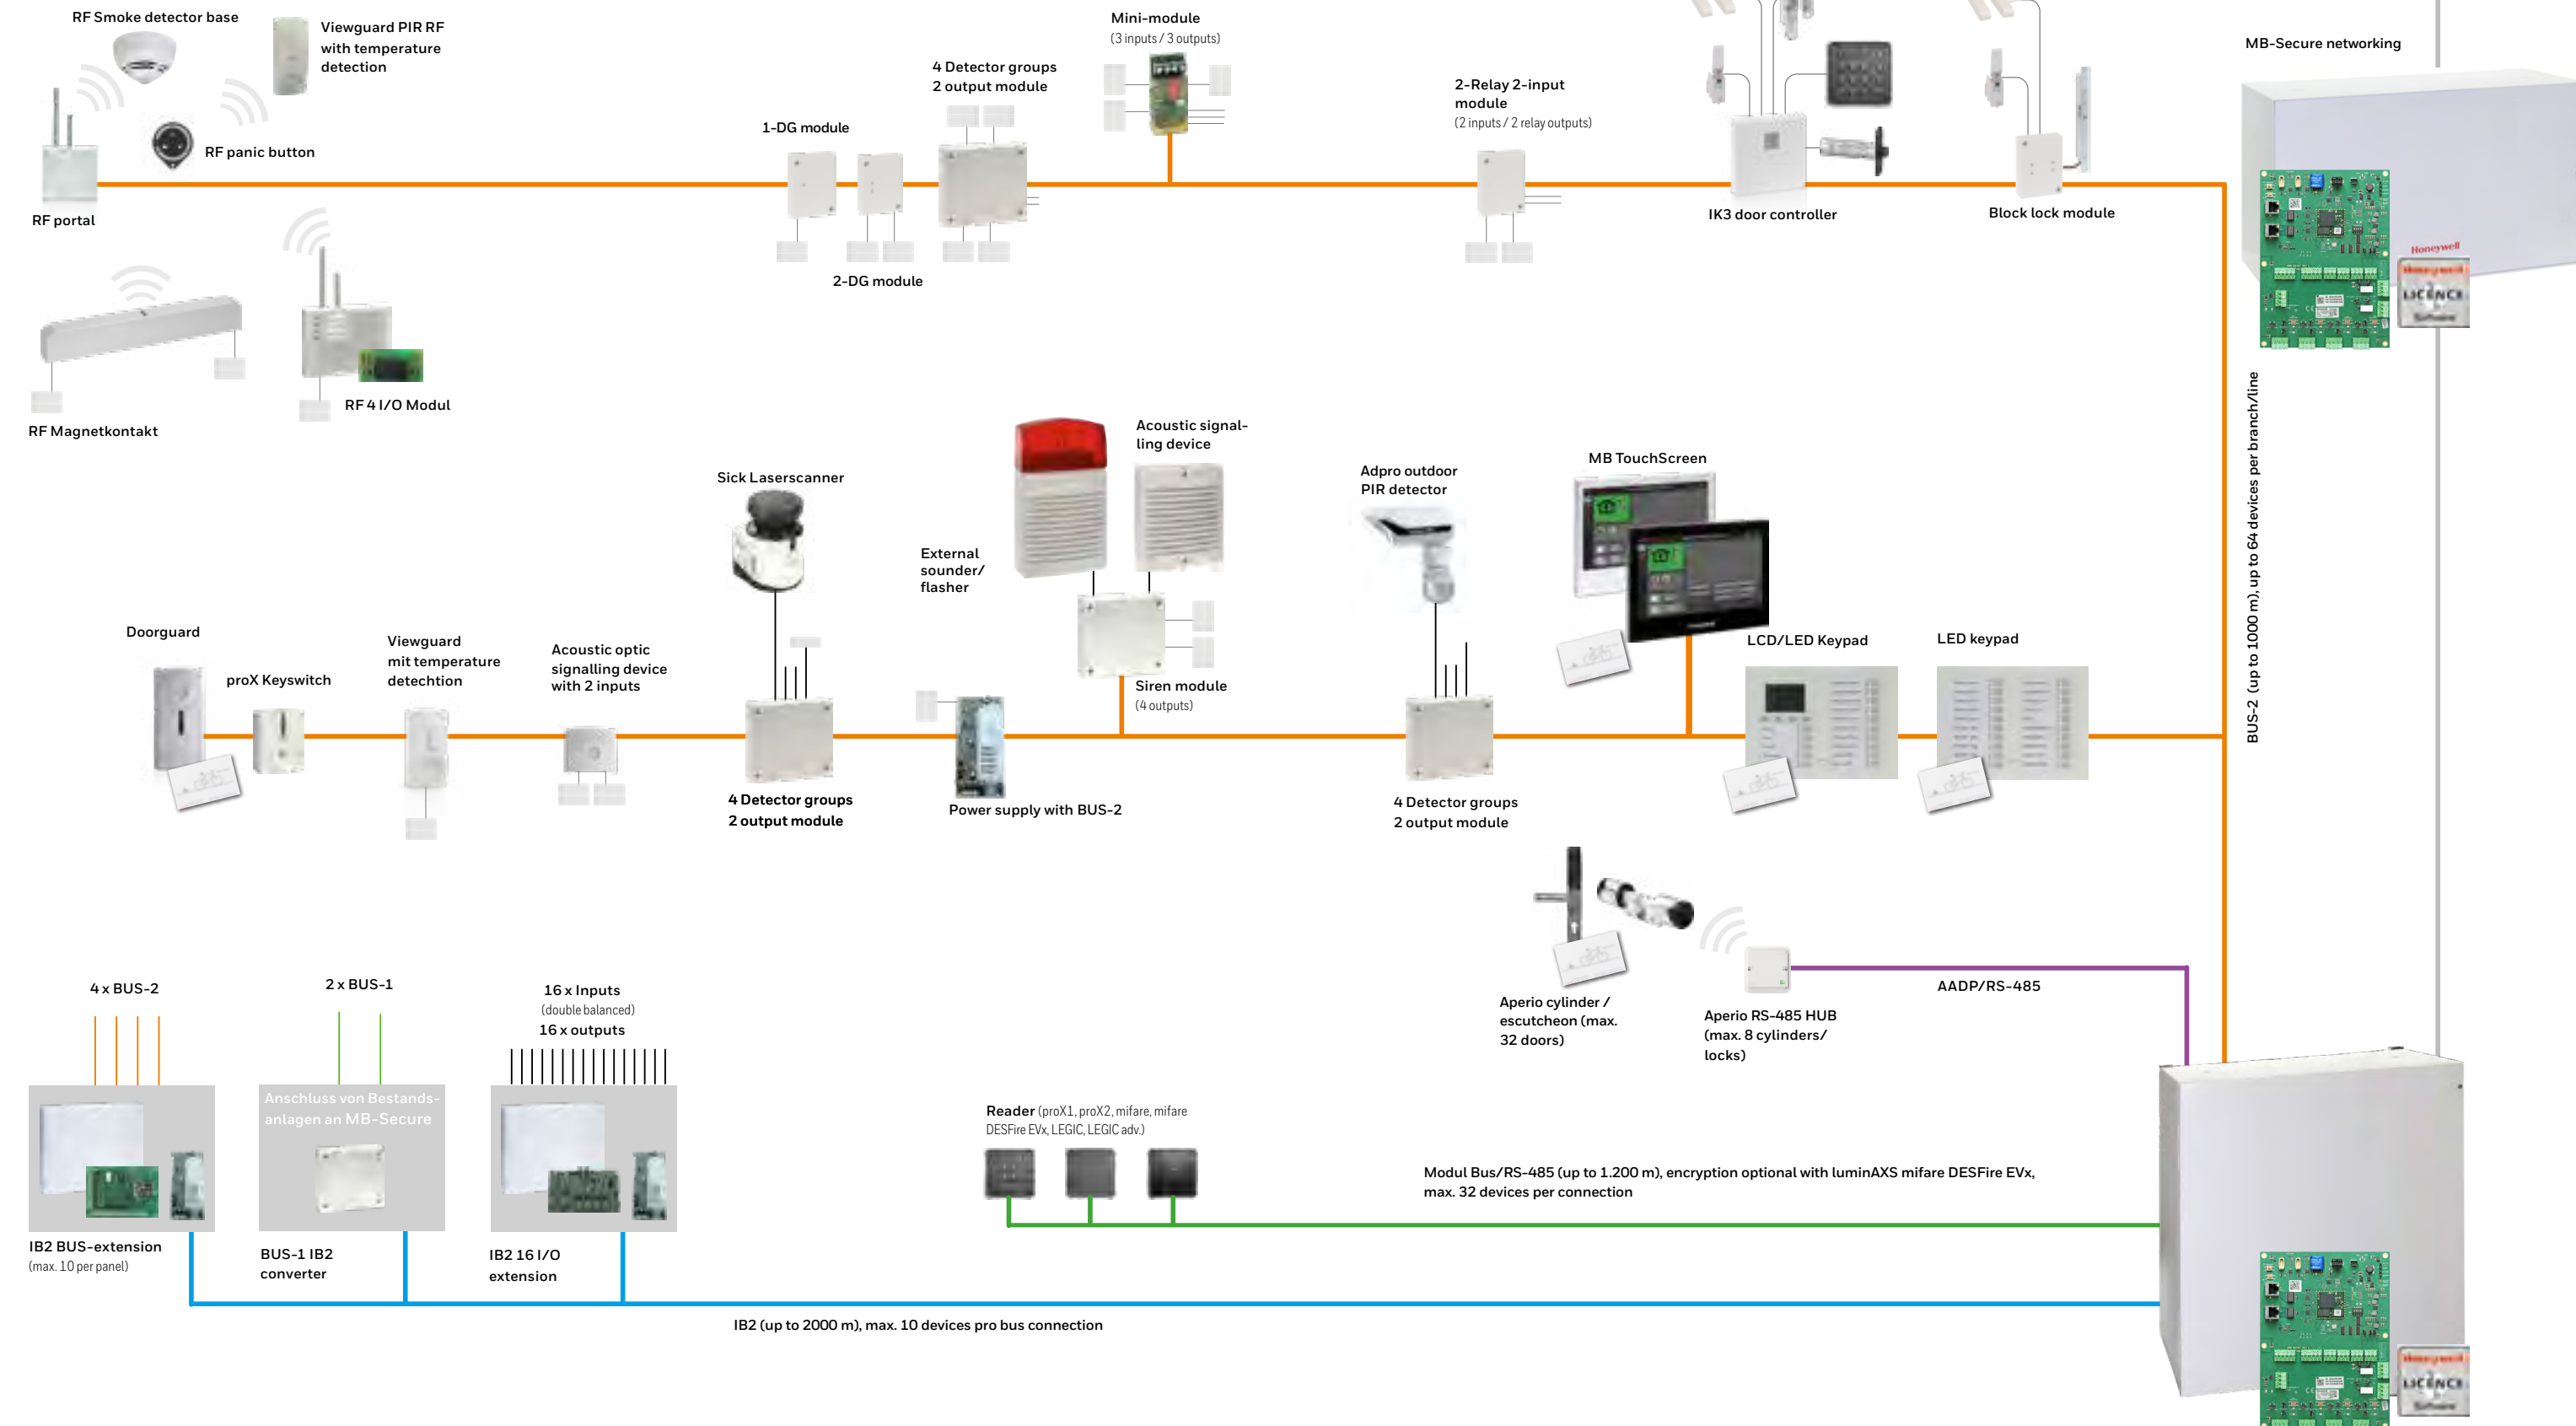 RF Smoke detector base
Viewguard PIR RF
with temperature
detection
RF panic button
RF portal
RF Magnetkontakt
RF 4 I/O Modul
1-DG module
2-DG module
4 Detector groups
2 output module
Mini-module
(3 inputs / 3 outputs)
2-Relay 2-input
module
(2 inputs / 2 relay outputs)
IK3 door controller
Block lock module
MB-Secure networking
Honeywell
Honeywell
LICENCE
Software
BUS-2 (up to 1000 m), up to 64 devices per branch/line
Doorguard
proX Keyswitch
Viewguard
mit temperature
detechtion
Acoustic optic
signalling device
with 2 inputs
Sick Laserscanner
4 Detector groups
2 output module
External
sounder/
flasher
Acoustic signal-
ling device
Siren module
(4 outputs)
Power supply with BUS-2
Adpro outdoor
PIR detector
4 Detector groups
2 output module
MB TouchScreen
LCD/LED Keypad
LED keypad
Aperio cylinder /
escutcheon (max.
32 doors)
Aperio RS-485 HUB
(max. 8 cylinders/
locks)
AADP/RS-485
4 x BUS-2
2 x BUS-1
16 x Inputs
(double balanced)
16 x outputs
Anschluss von Bestands-
anlagen an MB-Secure
IB2 BUS-extension
(max. 10 per panel)
BUS-1 IB2
converter
IB2 16 I/O
extension
Reader (proX1, proX2, mifare, mifare
DESFire EVx, LEGIC, LEGIC adv.)
Modul Bus/RS-485 (up to 1.200 m), encryption optional with luminAXS mifare DESFire EVx,
max. 32 devices per connection
IB2 (up to 2000 m), max. 10 devices pro bus connection
Honeywell
LICENCE
Software